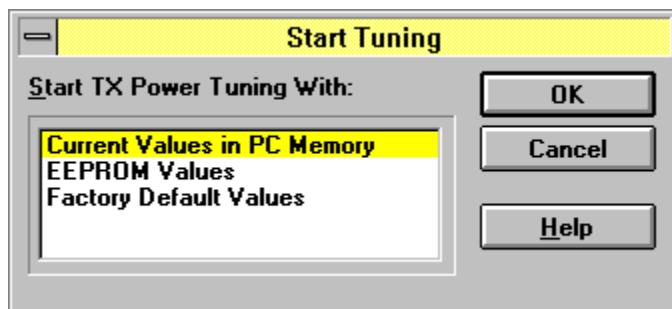 Start Tuning
Start TX Power Tuning With:
Current Values in PC Memory
EEPROM Values
Factory Default Values
OK
Cancel
Help